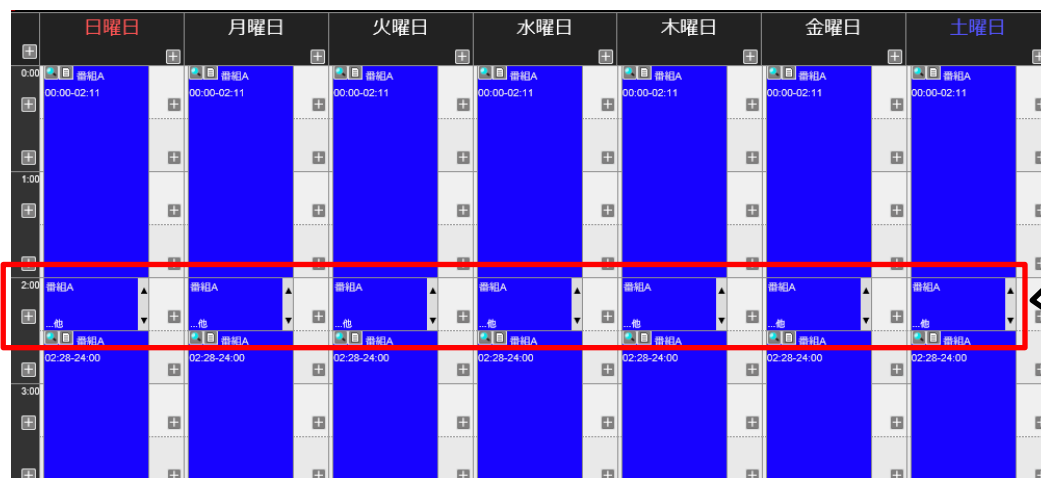 日曜日 月曜日 火曜日 水曜日 木曜日 金曜日 土曜日
0:00 番組A 番組A 番組A 番組A 番組A 番組A 番組A
00:00-02:11 00:00-02:11 00:00-02:11 00:00-02:11 00:00-02:11 00:00-02:11 00:00-02:11
1:00
2:00 番組A 番組A 番組A 番組A 番組A 番組A 番組A
...他 ...他 ...他 ...他 ...他 ...他 ...他
番組A 番組A 番組A 番組A 番組A 番組A 番組A
02:28-24:00 02:28-24:00 02:28-24:00 02:28-24:00 02:28-24:00 02:28-24:00 02:28-24:00
3:00